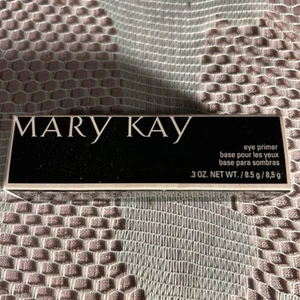 MARY KAY
eye primer
base pour les yeux
base para sombras
.3 OZ. NET WT. / 8.5 g / 8,5 g